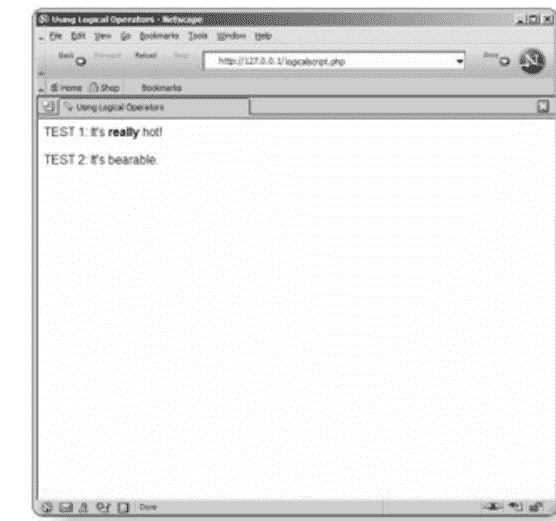 Using Logical Operators - Netscape
File Edit View Go Bookmarks Tools Window Help
Back Forward Reload Stop http://127.0.0.1/logicalscript.php Print N
Home Shop Bookmarks
Using Logical Operators
TEST 1: It's really hot!
TEST 2: It's bearable.
Done